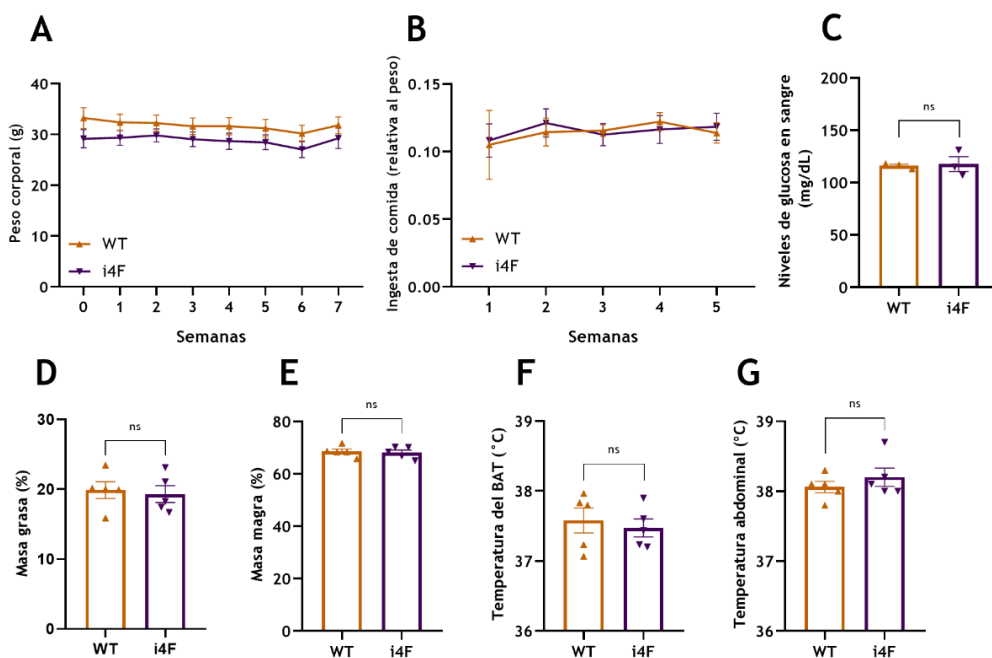 A
Peso corporal (g)
40
30
20
10
0
WT
i4F
0 1 2 3 4 5 6 7
Semanas
B
Ingesta de comida (relativa al peso)
0.15
0.10
0.05
0.00
WT
i4F
1 2 3 4 5
Semanas
C
Niveles de glucosa en sangre
(mg/dL)
200
150
100
50
0
ns
WT i4F
D
Masa grasa (%)
30
20
10
0
ns
WT i4F
E
Masa magra (%)
80
60
40
20
0
ns
WT i4F
F
Temperatura del BAT (°C)
39
38
37
36
ns
WT i4F
G
Temperatura abdominal (°C)
39
38
37
36
ns
WT i4F